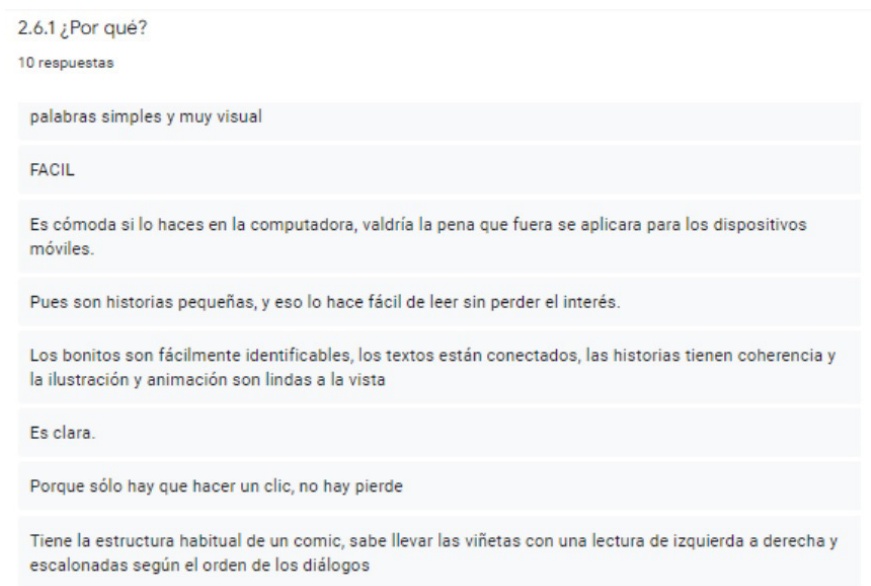 2.6.1 ¿Por qué?
10 respuestas
palabras simples y muy visual
FACIL
Es cómoda si lo haces en la computadora, valdría la pena que fuera se aplicara para los dispositivos
móviles.
Pues son historias pequeñas, y eso lo hace fácil de leer sin perder el interés.
Los bonitos son fácilmente identificables, los textos están conectados, las historias tienen coherencia y
la ilustración y animación son lindas a la vista
Es clara.
Porque sólo hay que hacer un clic, no hay pierde
Tiene la estructura habitual de un comic, sabe llevar las viñetas con una lectura de izquierda a derecha y
escalonadas según el orden de los diálogos